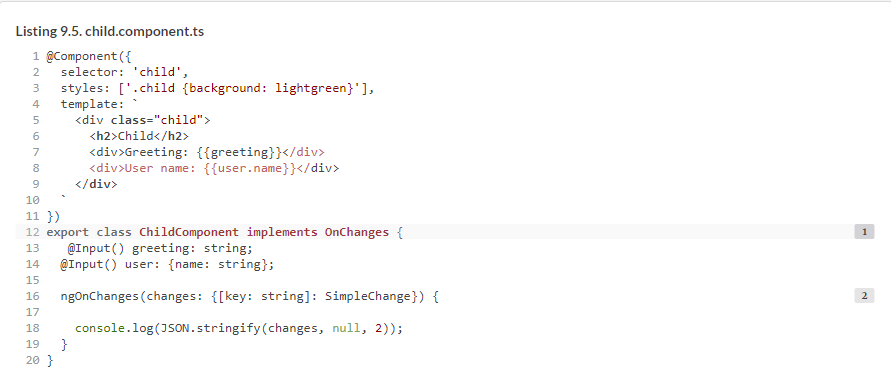 Listing 9.5. child.component.ts
1 @Component({
2   selector: 'child',
3   styles: ['.child {background: lightgreen}'],
4   template: `
5     <div class="child">
6       <h2>Child</h2>
7       <div>Greeting: {{greeting}}</div>
8       <div>User name: {{user.name}}</div>
9     </div>
10   `
11 })
12 export class ChildComponent implements OnChanges { 1
13    @Input() greeting: string;
14   @Input() user: {name: string};
15
16   ngOnChanges(changes: {[key: string]: SimpleChange}) { 2
17
18     console.log(JSON.stringify(changes, null, 2));
19   }
20 }